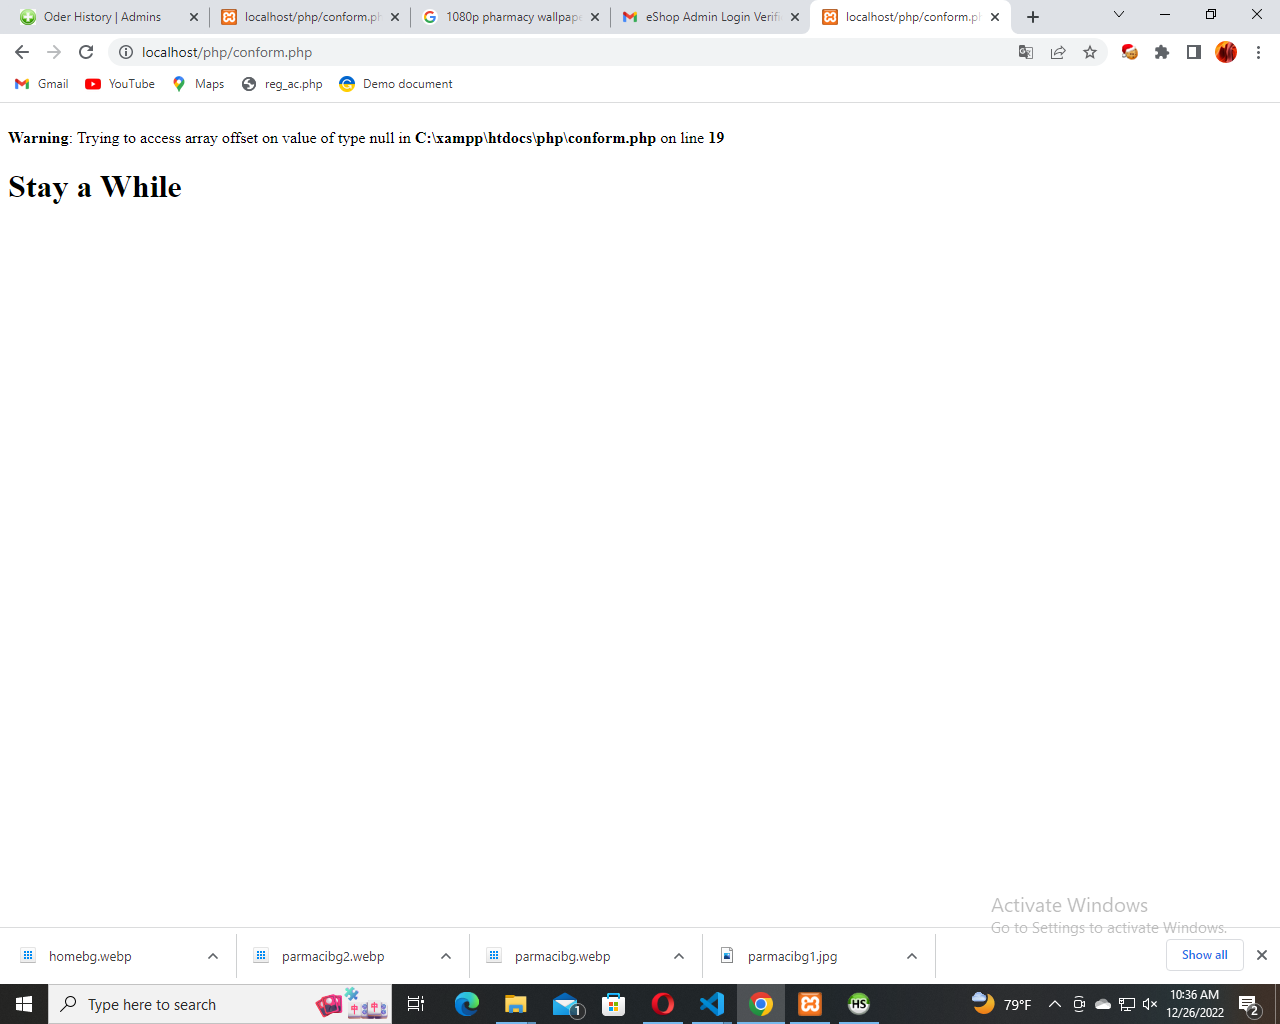 Oder History | Admins
localhost/php/conform.ph
1080p pharmacy wallpape
eShop Admin Login Verifi
localhost/php/conform.p
localhost/php/conform.php
Gmail
YouTube
Maps
reg_ac.php
Demo document
Warning: Trying to access array offset on value of type null in C:\xampp\htdocs\php\conform.php on line 19
Stay a While
Activate Windows
Go to Settings to activate Windows.
homebg.webp
parmacibg2.webp
parmacibg.webp
parmacibg1.jpg
Show all
Type here to search
1
HS
79°F
10:36 AM
12/26/2022
2